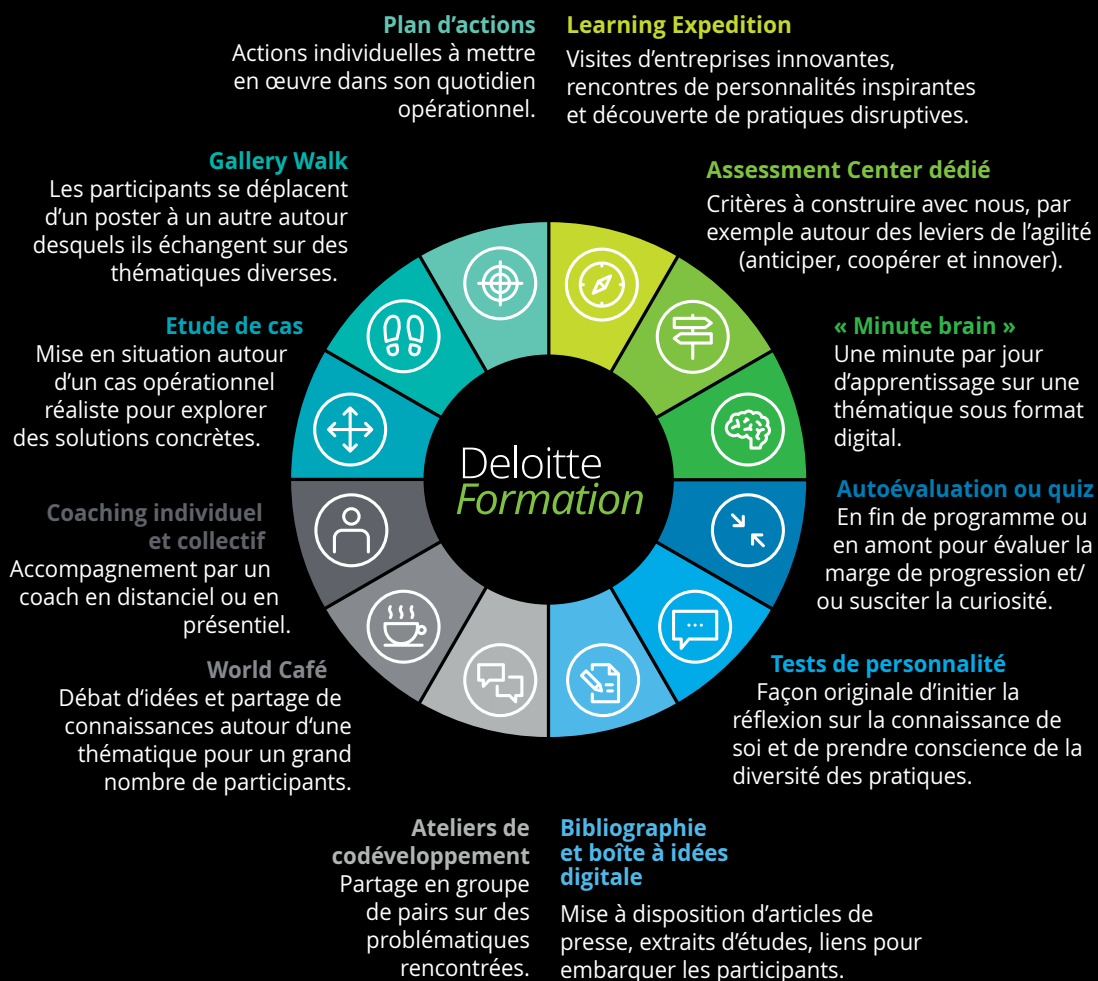 Plan d’actions
Actions individuelles à mettre
en œuvre dans son quotidien
opérationnel.
Learning Expedition
Visites d’entreprises innovantes,
rencontres de personnalités inspirantes
et découverte de pratiques disruptives.
Gallery Walk
Les participants se déplacent
d’un poster à un autre autour
desquels ils échangent sur des
thématiques diverses.
Assessment Center dédié
Critères à construire avec nous, par
exemple autour des leviers de l’agilité
(anticiper, coopérer et innover).
Etude de cas
Mise en situation autour
d’un cas opérationnel
réaliste pour explorer
des solutions concrètes.
« Minute brain »
Une minute par jour
d’apprentissage sur une
thématique sous format
digital.
Deloitte
Formation
Coaching individuel
et collectif
Accompagnement par un
coach en distanciel ou en
présentiel.
Autoévaluation ou quiz
En fin de programme ou
en amont pour évaluer la
marge de progression et/
ou susciter la curiosité.
World Café
Débat d’idées et partage de
connaissances autour d’une
thématique pour un grand
nombre de participants.
Tests de personnalité
Façon originale d’initier la
réflexion sur la connaissance de
soi et de prendre conscience de la
diversité des pratiques.
Ateliers de
codéveloppement
Partage en groupe
de pairs sur des
problématiques
rencontrées.
Bibliographie
et boîte à idées
digitale
Mise à disposition d’articles de
presse, extraits d’études, liens pour
embarquer les participants.